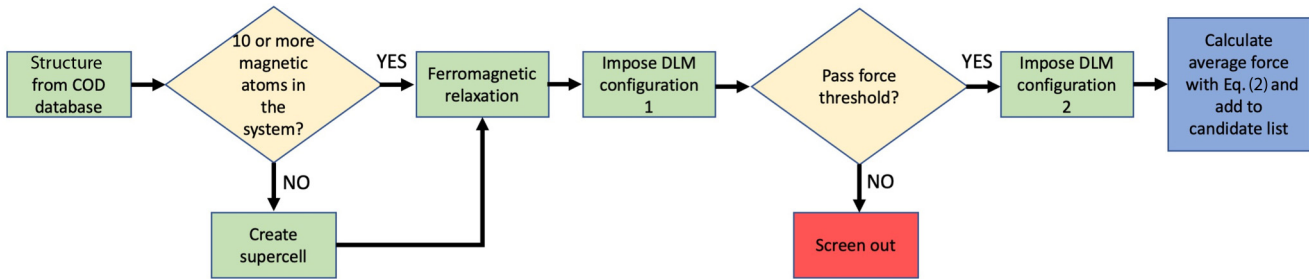 Structure
from COD
database
10 or more
magnetic
atoms in
the
system?
YES
NO
Create
supercell
Ferromagnetic
relaxation
Impose DLM
configuration
1
Pass force
threshold?
YES
NO
Screen out
Impose DLM
configuration
2
Calculate
average force
with Eq. (2) and
add to
candidate list